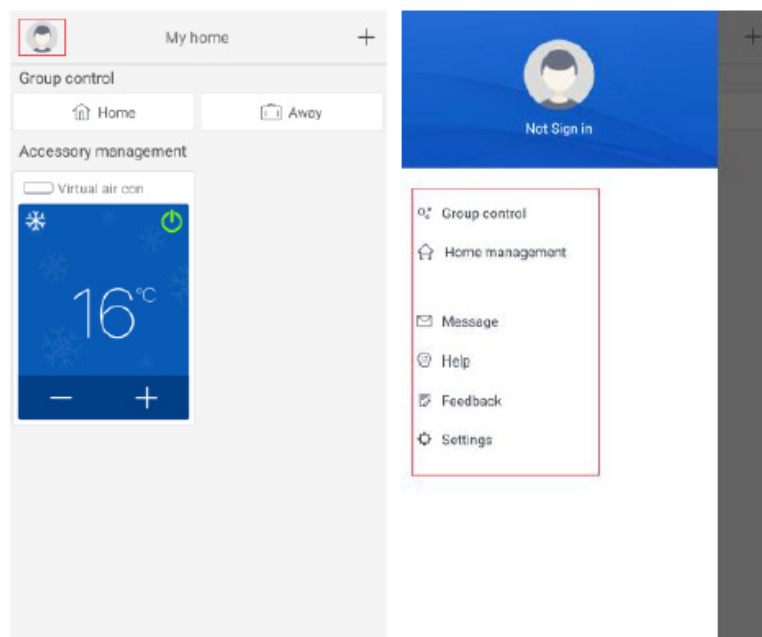 My home
Group control
Home
Away
Accessory management
Virtual air con
16°C
Not Sign in
Group control
Home management
Message
Help
Feedback
Settings